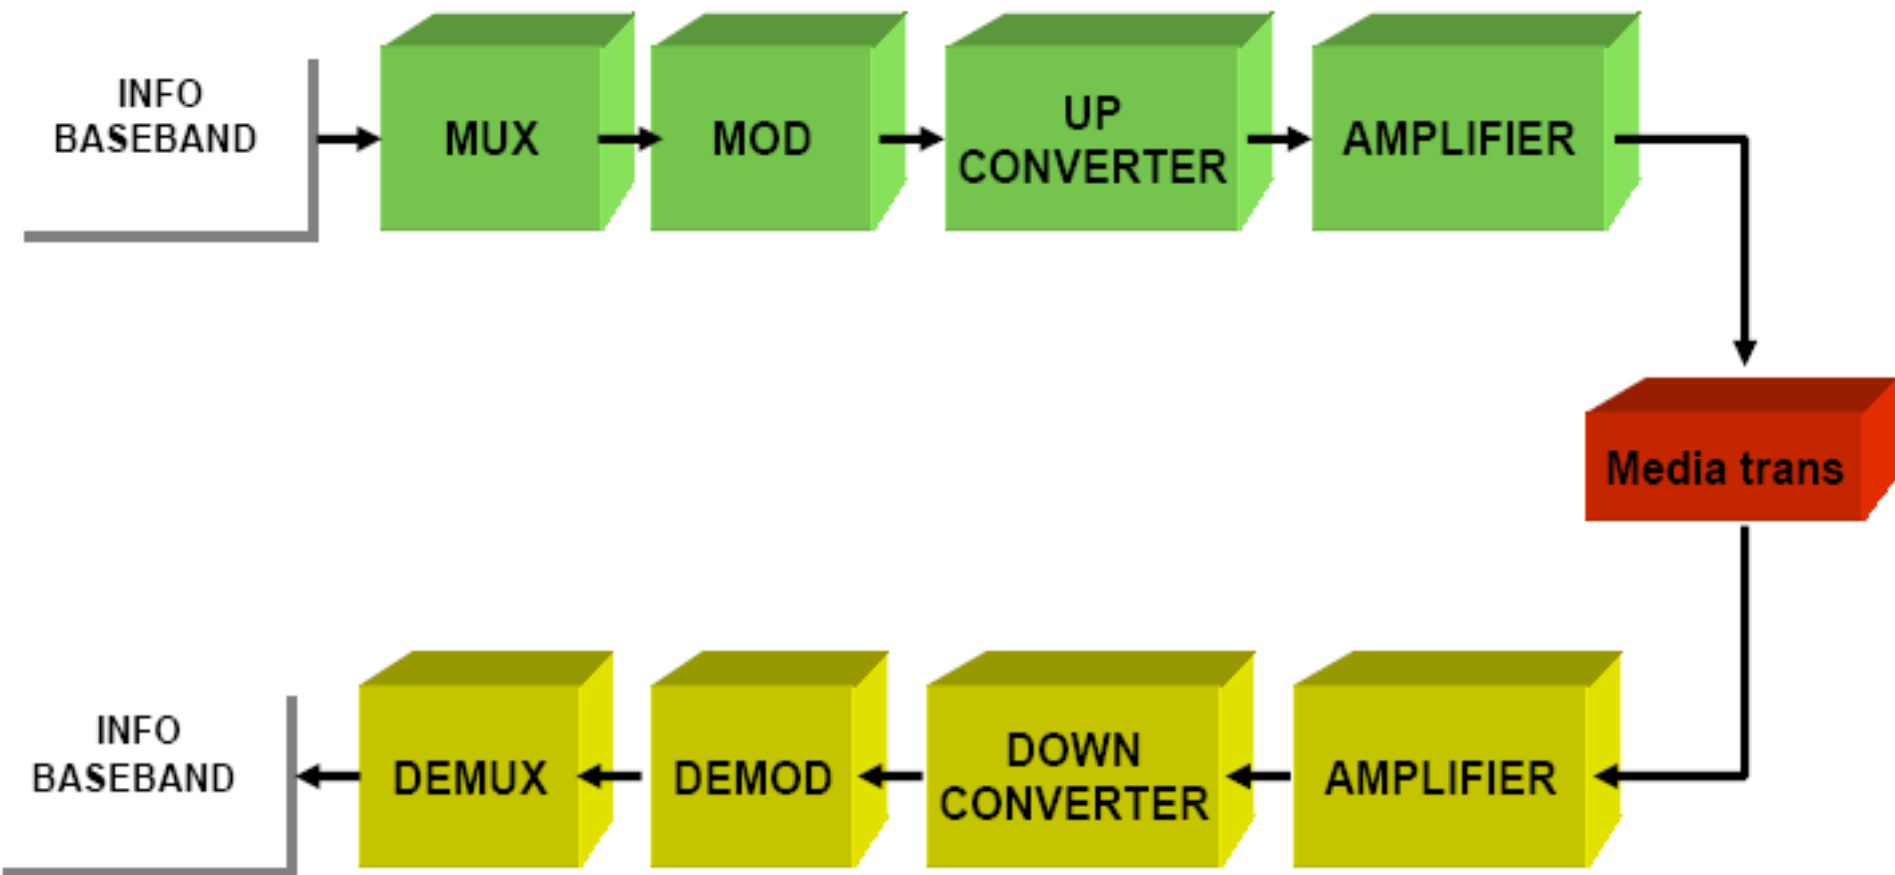 INFO
BASEBAND
MUX
MOD
UP
CONVERTER
AMPLIFIER
Media trans
INFO
BASEBAND
DEMUX
DEMOD
DOWN
CONVERTER
AMPLIFIER